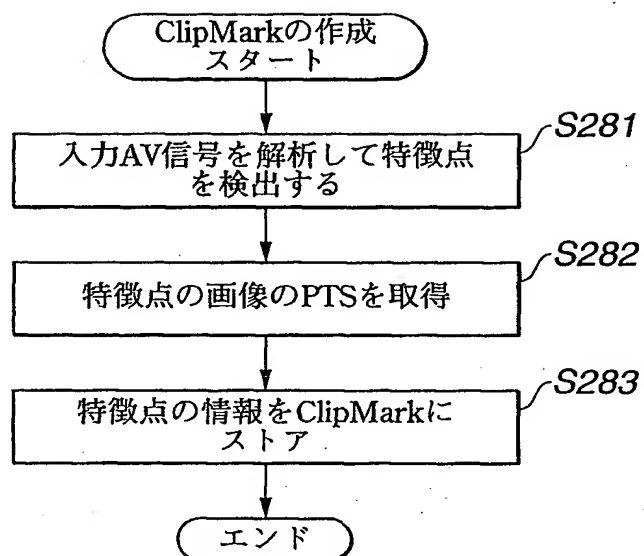 ClipMarkの作成
スタート
S281
入力AV信号を解析して特徴点
を検出する
S282
特徴点の画像のPTSを取得
S283
特徴点の情報をClipMarkに
ストア
エンド